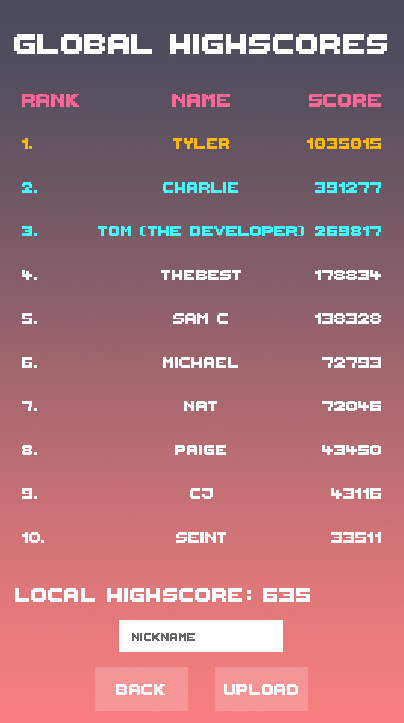 GLOBAL HIGHSCORES
RANK NAME SCORE
1. TYLER 1035015
2. CHARLIE 391277
3. TOM (THE DEVELOPER) 269817
4. THEBEST 178834
5. SAM C 138328
6. MICHAEL 72793
7. NAT 72046
8. PAIGE 43450
9. CJ 43116
10. SEINT 33511
LOCAL HIGHSCORE: 635
NICKNAME
BACK UPLOAD